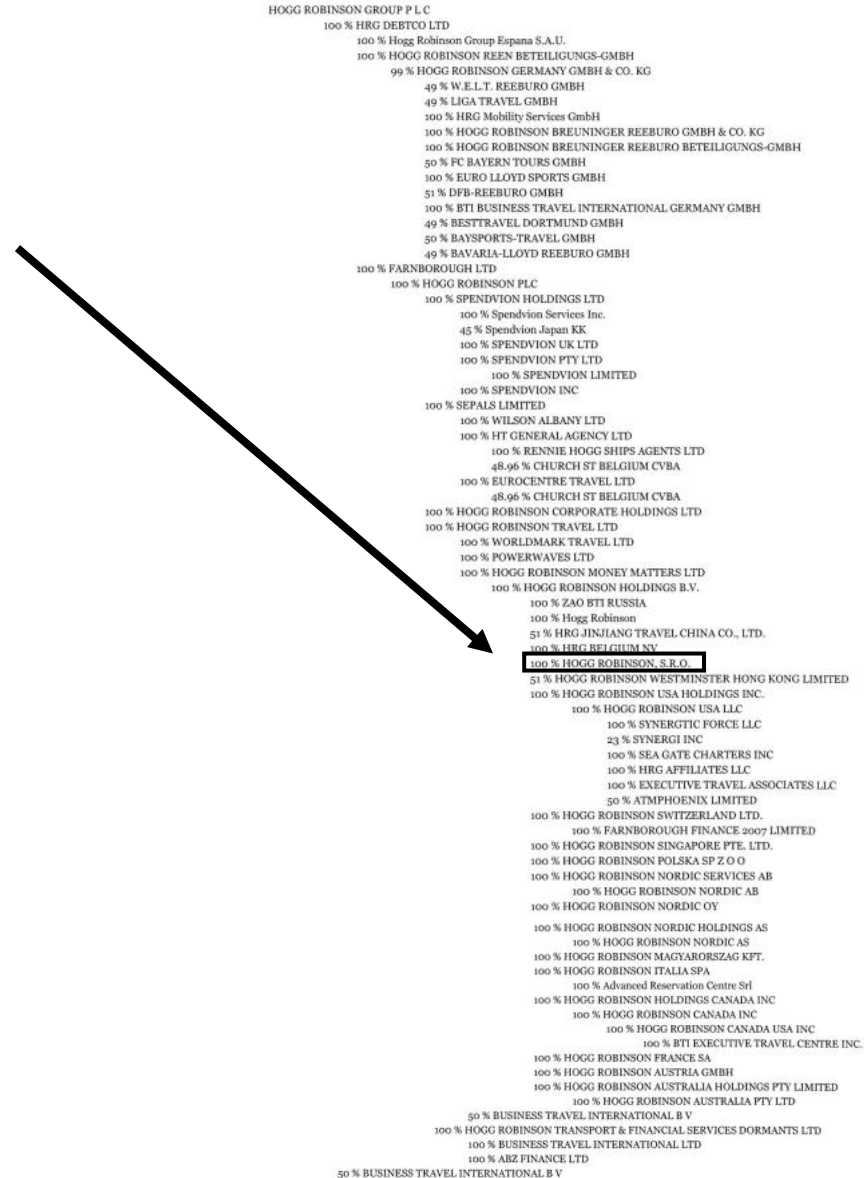 HOGG ROBINSON GROUP P L C
100 % HRG DEBTCO LTD
100 % Hogg Robinson Group Espana S.A.U.
100 % HOGG ROBINSON REEN BETEILIGUNGS-GMBH
99 % HOGG ROBINSON GERMANY GMBH & CO. KG
49 % W.E.L.T. REEBURO GMBH
49 % LIGA TRAVEL GMBH
100 % HRG Mobility Services GmbH
100 % HOGG ROBINSON BREUNINGER REEBURO GMBH & CO. KG
100 % HOGG ROBINSON BREUNINGER REEBURO BETEILIGUNGS-GMBH
50 % FC BAYERN TOURS GMBH
100 % EURO LLOYD SPORTS GMBH
51 % DFB-REEBURO GMBH
100 % BTI BUSINESS TRAVEL INTERNATIONAL GERMANY GMBH
49 % BESTTRAVEL DORTMUND GMBH
50 % BAYSPORTS-TRAVEL GMBH
49 % BAVARIA-LLOYD REEBURO GMBH
100 % FARNBOROUGH LTD
100 % HOGG ROBINSON PLC
100 % SPENDVION HOLDINGS LTD
100 % Spendvion Services Inc.
45 % Spendvion Japan KK
100 % SPENDVION UK LTD
100 % SPENDVION PTY LTD
100 % SPENDVION LIMITED
100 % SPENDVION INC
100 % SEPALS LIMITED
100 % WILSON ALBANY LTD
100 % HT GENERAL AGENCY LTD
100 % RENNIE HOGG SHIPS AGENTS LTD
48.96 % CHURCH ST BELGIUM CVBA
100 % EUROCENTRE TRAVEL LTD
48.96 % CHURCH ST BELGIUM CVBA
100 % HOGG ROBINSON CORPORATE HOLDINGS LTD
100 % HOGG ROBINSON TRAVEL LTD
100 % WORLDMARK TRAVEL LTD
100 % POWERWAVES LTD
100 % HOGG ROBINSON MONEY MATTERS LTD
100 % HOGG ROBINSON HOLDINGS B.V.
100 % ZAO BTI RUSSIA
100 % Hogg Robinson
51 % HRG JINJIANG TRAVEL CHINA CO., LTD.
100 % HRG BELGIUM NV
100 % HOGG ROBINSON, S.R.O.
51 % HOGG ROBINSON WESTMINSTER HONG KONG LIMITED
100 % HOGG ROBINSON USA HOLDINGS INC.
100 % HOGG ROBINSON USA LLC
100 % SYNERGTIC FORCE LLC
23 % SYNERGI INC
100 % SEA GATE CHARTERS INC
100 % HRG AFFILIATES LLC
100 % EXECUTIVE TRAVEL ASSOCIATES LLC
50 % ATMPHOENIX LIMITED
100 % HOGG ROBINSON SWITZERLAND LTD.
100 % FARNBOROUGH FINANCE 2007 LIMITED
100 % HOGG ROBINSON SINGAPORE PTE. LTD.
100 % HOGG ROBINSON POLSKA SP Z O O
100 % HOGG ROBINSON NORDIC SERVICES AB
100 % HOGG ROBINSON NORDIC AB
100 % HOGG ROBINSON NORDIC OY
100 % HOGG ROBINSON NORDIC HOLDINGS AS
100 % HOGG ROBINSON NORDIC AS
100 % HOGG ROBINSON MAGYARORSZAG KFT.
100 % HOGG ROBINSON ITALIA SPA
100 % Advanced Reservation Centre Srl
100 % HOGG ROBINSON HOLDINGS CANADA INC
100 % HOGG ROBINSON CANADA INC
100 % HOGG ROBINSON CANADA USA INC
100 % BTI EXECUTIVE TRAVEL CENTRE INC.
100 % HOGG ROBINSON FRANCE SA
100 % HOGG ROBINSON AUSTRIA GMBH
100 % HOGG ROBINSON AUSTRALIA HOLDINGS PTY LIMITED
100 % HOGG ROBINSON AUSTRALIA PTY LTD
50 % BUSINESS TRAVEL INTERNATIONAL B V
100 % HOGG ROBINSON TRANSPORT & FINANCIAL SERVICES DORMANTS LTD
100 % BUSINESS TRAVEL INTERNATIONAL LTD
100 % ABZ FINANCE LTD
50 % BUSINESS TRAVEL INTERNATIONAL B V